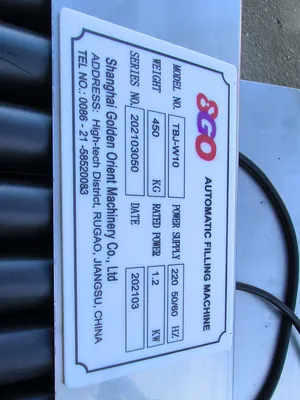 SGO
AUTOMATIC FILLING MACHINE
MODEL NO. TBJ-W10 POWER SUPPLY 220 50/60 HZ
WEIGHT 450 KG RATED POWER 1.2 KW
SERIES NO. 202103050 DATE 202103
Shanghai Golden Orient Machinery Co., Ltd
ADDRESS: High-tech District, RUGAO, JIANGSU, CHINA
TEL NO.: 0086 - 21 -58520083